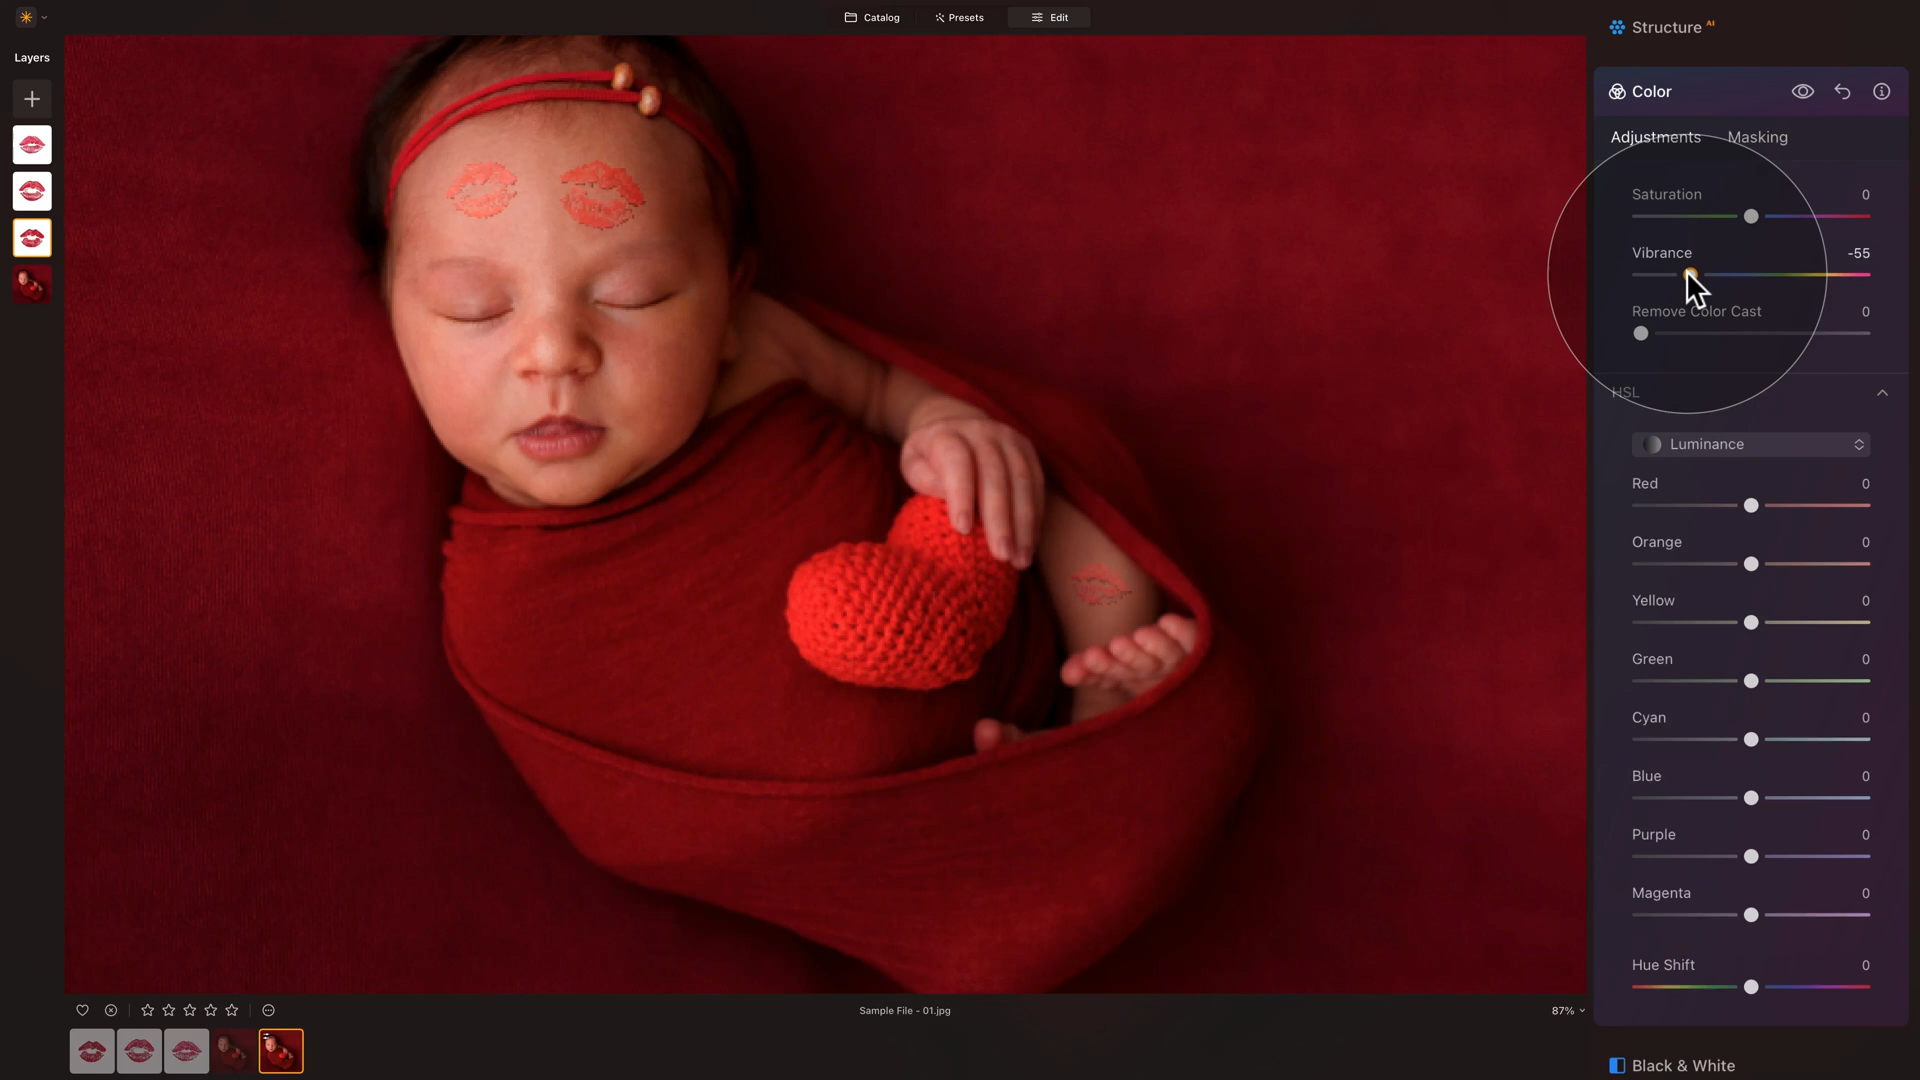 Catalog
Presets
Edit
Structure AI
Layers
Color
Adjustments
Masking
Saturation 0
Vibrance -55
Remove Color Cast 0
HSL
Luminance
Red 0
Orange 0
Yellow 0
Green 0
Cyan 0
Blue 0
Purple 0
Magenta 0
Hue Shift 0
Sample File - 01.jpg
87%
Black & White